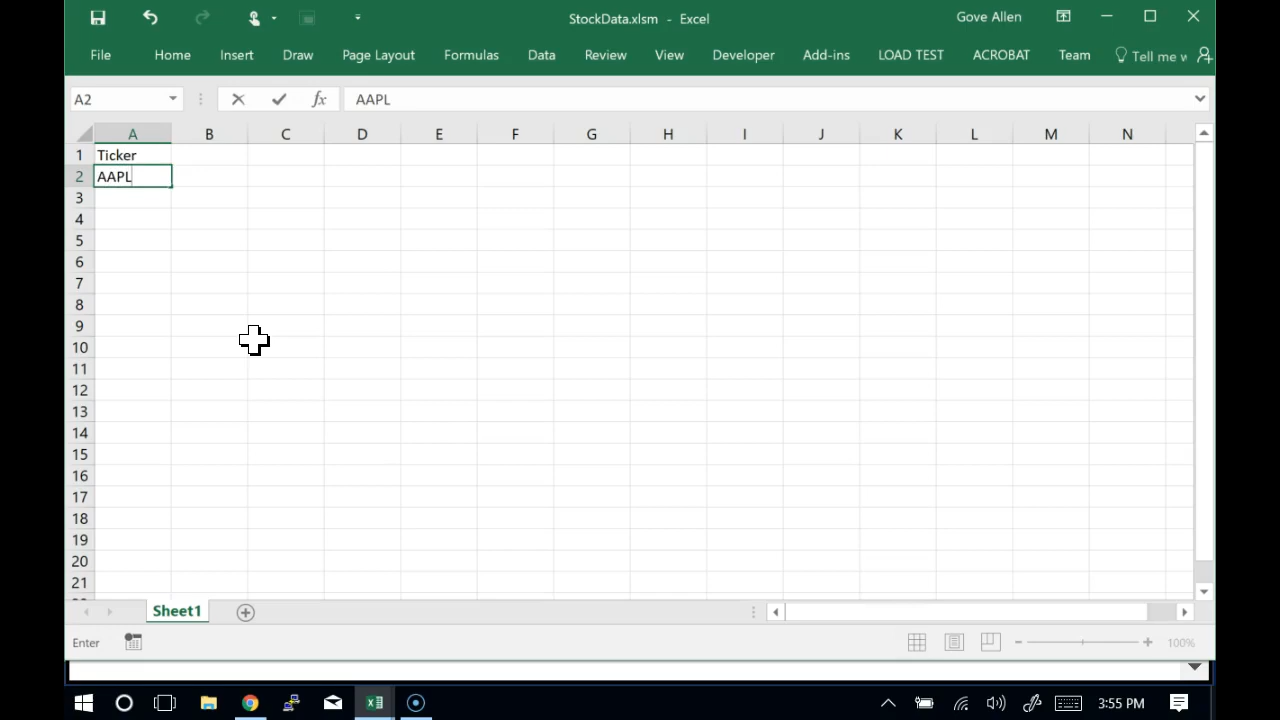 StockData.xlsm - Excel
Gove Allen
File Home Insert Draw Page Layout Formulas Data Review View Developer Add-ins LOAD TEST ACROBAT Team Tell me w
A2 fx AAPL
A B C D E F G H I J K L M N
1 Ticker
2 AAPL
3
4
5
6
7
8
9
10
11
12
13
14
15
16
17
18
19
20
21
Sheet1
Enter 100%
3:55 PM